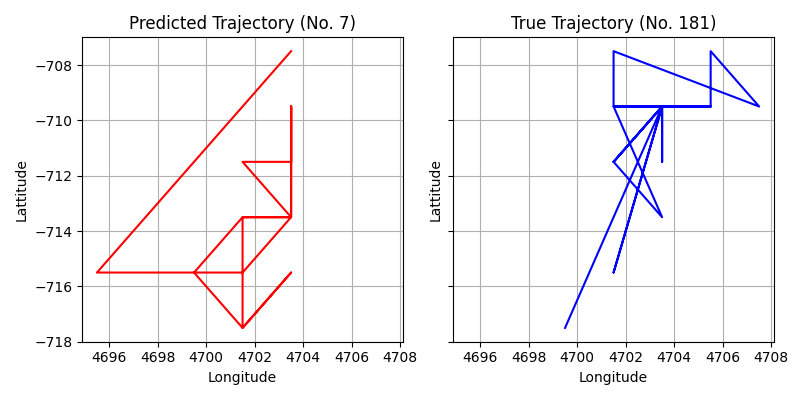 Predicted Trajectory (No. 7)
True Trajectory (No. 181)
−708
−710
−712
−714
−716
−718
Lattitude
Lattitude
4696 4698 4700 4702 4704 4706 4708
4696 4698 4700 4702 4704 4706 4708
Longitude
Longitude